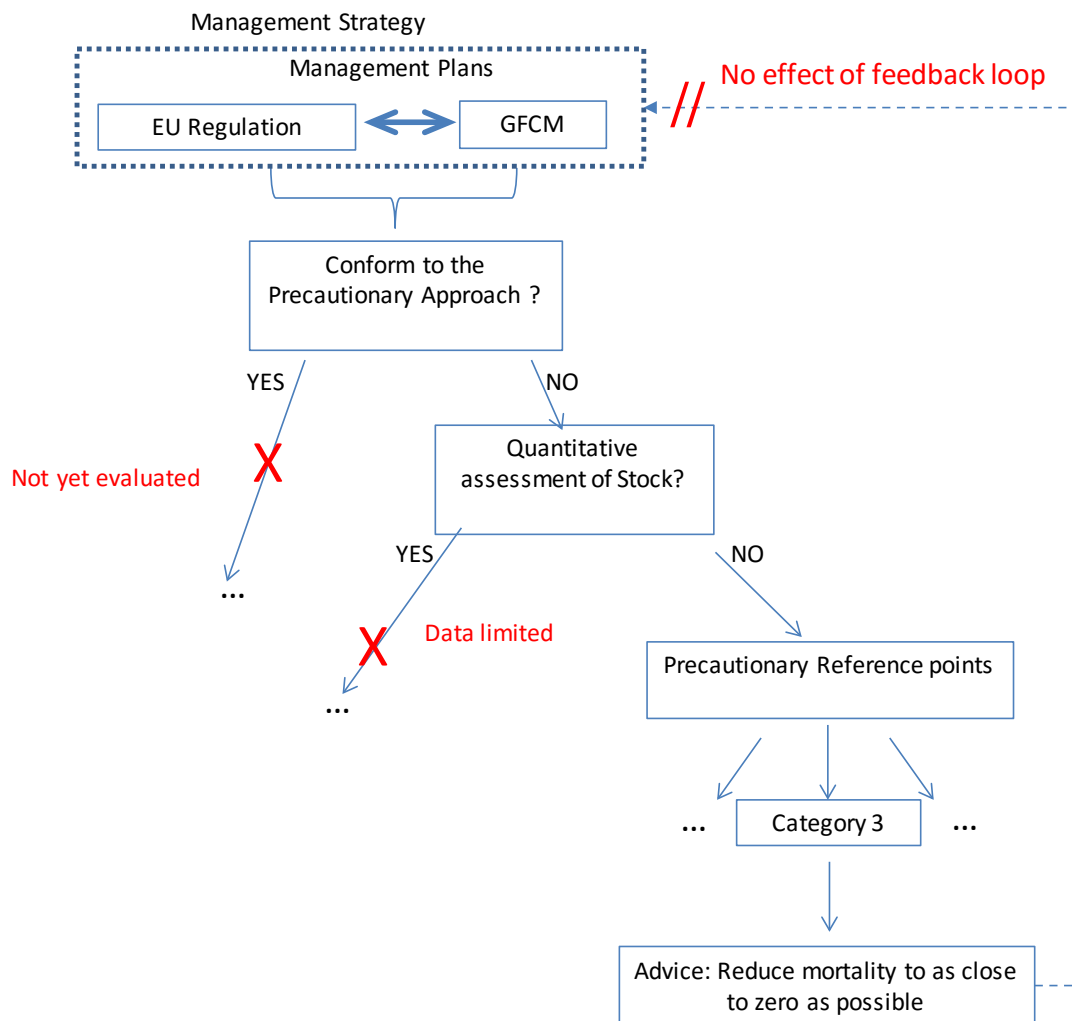 Management Strategy
Management Plans
No effect of feedback loop
//
EU Regulation
GFCM
Conform to the
Precautionary Approach ?
YES
NO
Not yet evaluated
X
Quantitative
assessment of Stock?
...
YES
NO
X
Data limited
...
Precautionary Reference points
...
Category 3
...
Advice: Reduce mortality to as close
to zero as possible